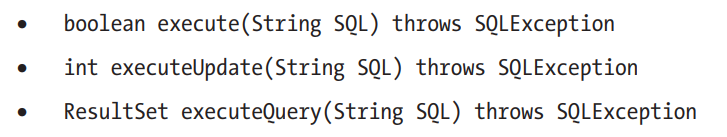 • boolean execute(String SQL) throws SQLException
• int executeUpdate(String SQL) throws SQLException
• ResultSet executeQuery(String SQL) throws SQLException